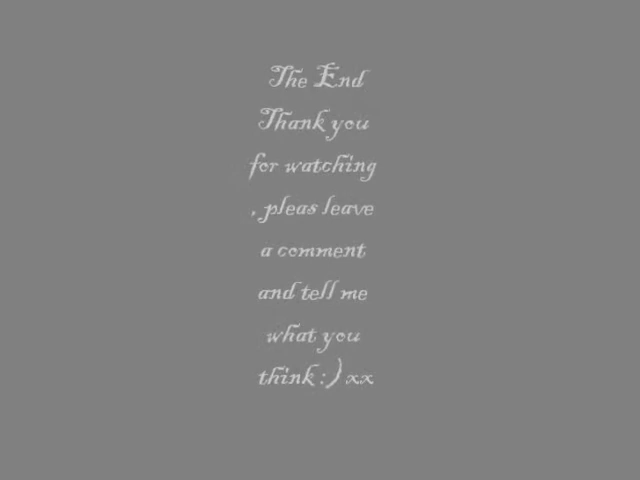 The End
Thank you
for watching
, pleas leave
a comment
and tell me
what you
think :) xx